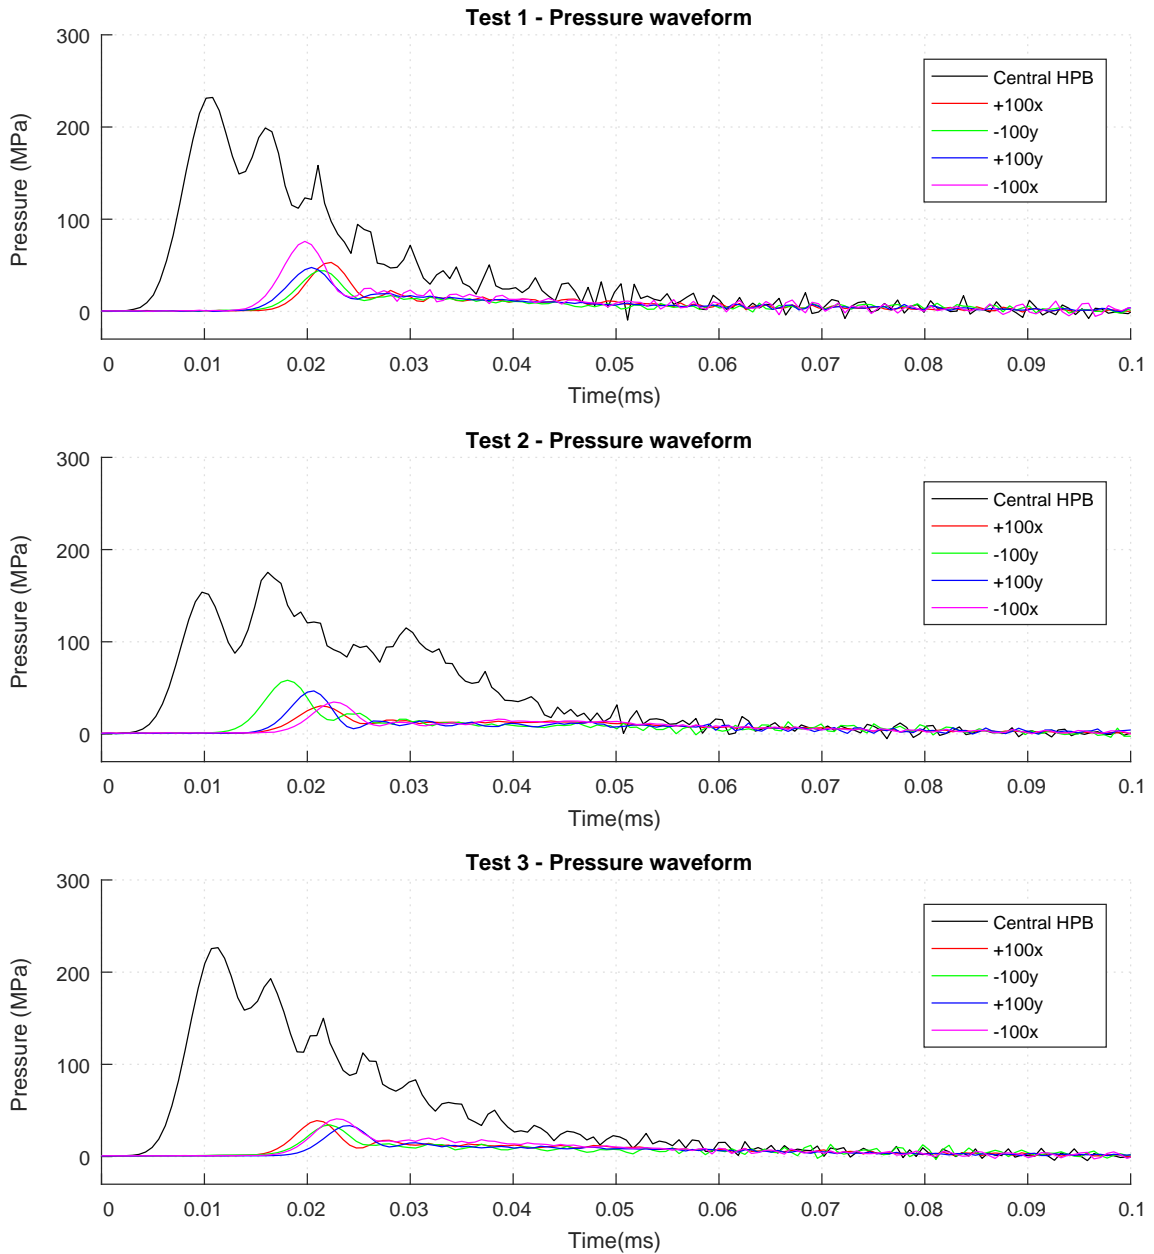 Test 1 - Pressure waveform
300
200
100
0
Pressure (MPa)
Central HPB
+100x
-100y
+100y
-100x
0 0.01 0.02 0.03 0.04 0.05 0.06 0.07 0.08 0.09 0.1
Time(ms)
Test 2 - Pressure waveform
300
200
100
0
Pressure (MPa)
Central HPB
+100x
-100y
+100y
-100x
0 0.01 0.02 0.03 0.04 0.05 0.06 0.07 0.08 0.09 0.1
Time(ms)
Test 3 - Pressure waveform
300
200
100
0
Pressure (MPa)
Central HPB
+100x
-100y
+100y
-100x
0 0.01 0.02 0.03 0.04 0.05 0.06 0.07 0.08 0.09 0.1
Time(ms)